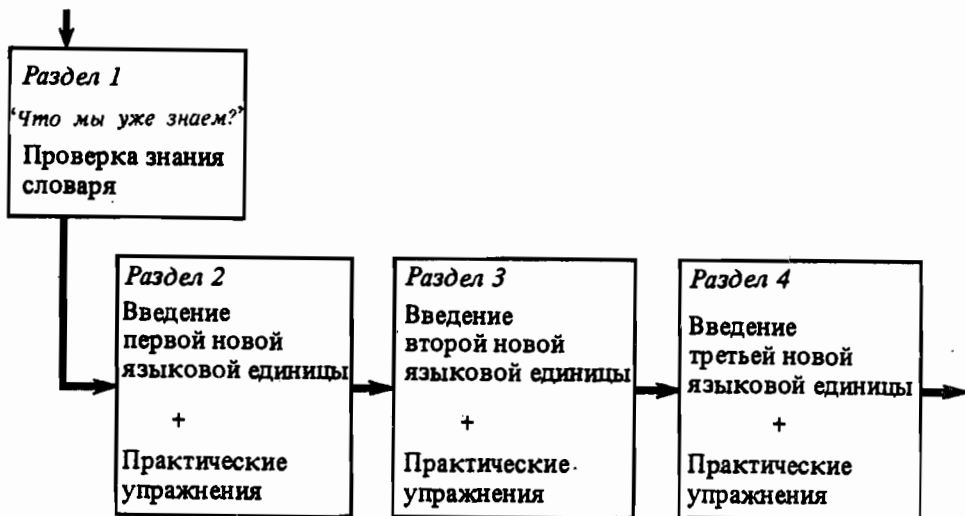 Раздел 1
'Что мы уже знаем?'
Проверка знания
словаря
Раздел 2
Введение
первой новой
языковой единицы
+
Практические
упражнения
Раздел 3
Введение
второй новой
языковой единицы
+
Практические
упражнения
Раздел 4
Введение
третьей новой
языковой единицы
+
Практические
упражнения